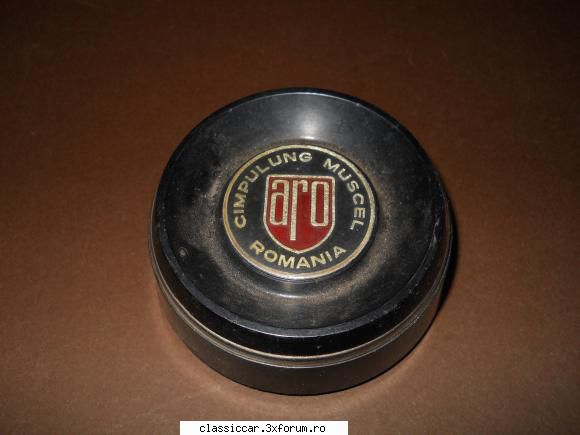 CIMPULUNG MUSCEL
aro
ROMANIA
classiccar.3xforum.ro